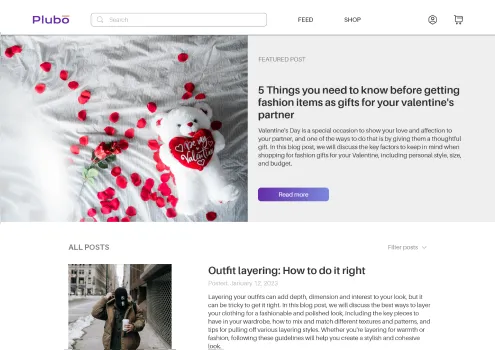 Plubo
Search
FEED
SHOP
FEATURED POST
5 Things you need to know before getting
fashion items as gifts for your valentine's
partner
Valentine's Day is a special occasion to show your love and affection to
your partner, and one of the ways to do that is by giving them a thoughtful
gift. In this blog post, we will discuss the key factors to keep in mind when
shopping for fashion gifts for your Valentine, including personal style, size,
and budget.
Be my
Valentine
Read more
ALL POSTS
Filter posts
Outfit layering: How to do it right
Posted: January 12, 2022
Layering your outfits can add depth, dimension and interest to your look, but it
can be tricky to get it right. In this blog post, we will discuss the best ways to layer
your clothing for a fashionable and polished look, including the key pieces to
have in your wardrobe, how to mix and match different textures and patterns, and
tips for pulling off various layering styles. Whether you're layering for warmth or
fashion, following these guidelines will help you create a stylish and cohesive
look.